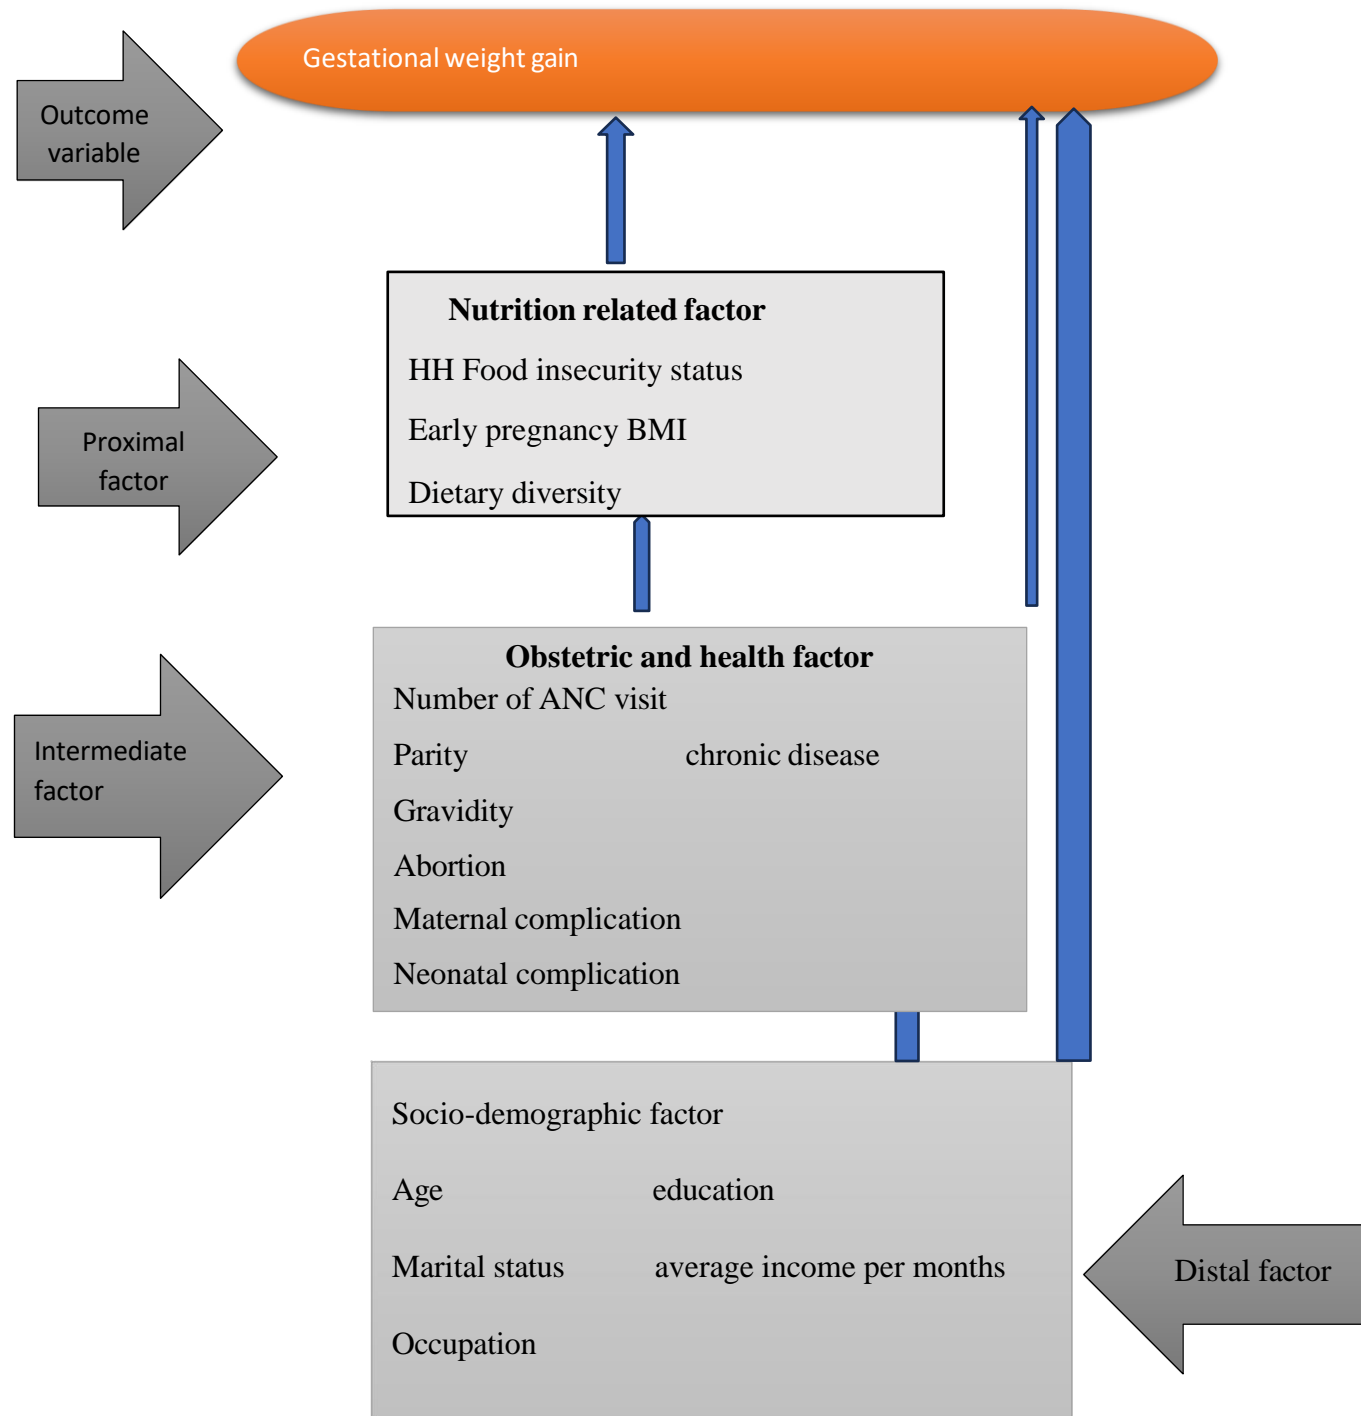 Gestational weight gain
Outcome
variable
Nutrition related factor
HH Food insecurity status
Early pregnancy BMI
Dietary diversity
Proximal
factor
Obstetric and health factor
Number of ANC visit
Parity chronic disease
Gravidity
Abortion
Maternal complication
Neonatal complication
Intermediate
factor
Socio-demographic factor
Age education
Marital status average income per months
Occupation
Distal factor